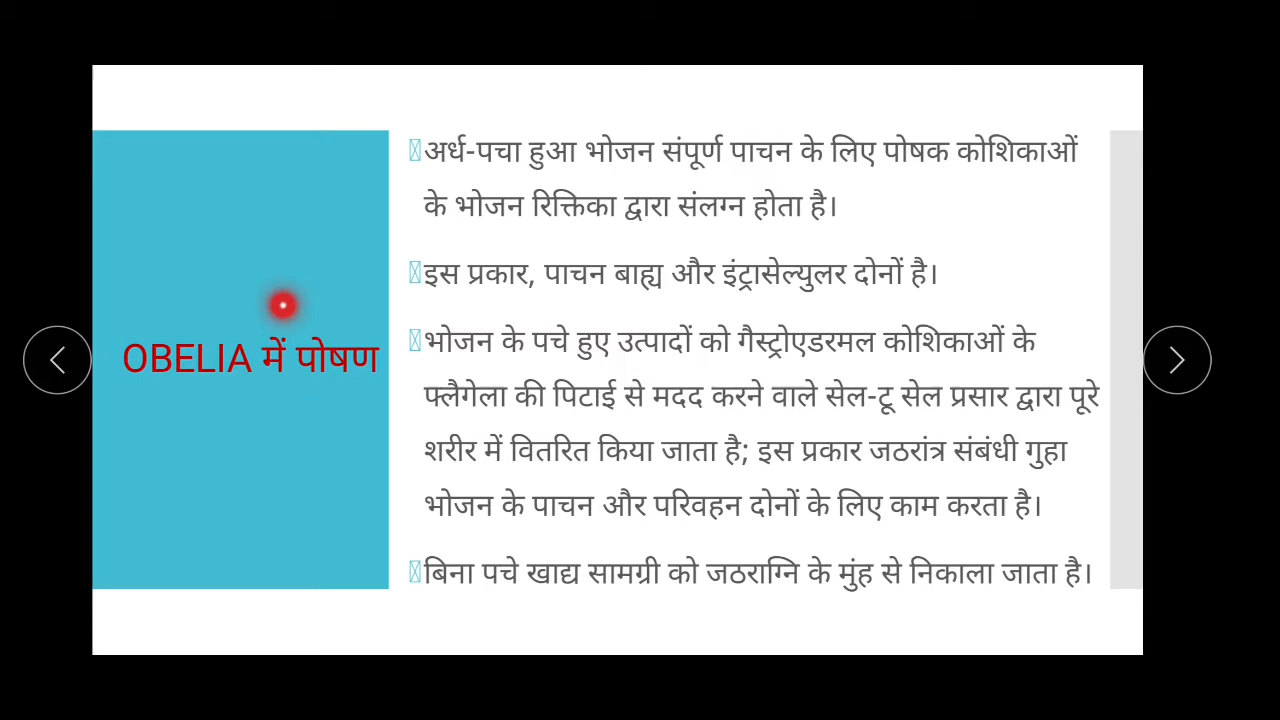 OBELIA में पोषण
अर्ध-पचा हुआ भोजन संपूर्ण पाचन के लिए पोषक कोशिकाओं
के भोजन रिक्तिका द्वारा संलग्न होता है।
इस प्रकार, पाचन बाह्य और इंट्रासेल्युलर दोनों है।
भोजन के पचे हुए उत्पादों को गैस्ट्रोएडरमल कोशिकाओं के
फ्लैगेला की पिटाई से मदद करने वाले सेल-टू सेल प्रसार द्वारा पूरे
शरीर में वितरित किया जाता है; इस प्रकार जठरांत्र संबंधी गुहा
भोजन के पाचन और परिवहन दोनों के लिए काम करता है।
बिना पचे खाद्य सामग्री को जठराग्नि के मुंह से निकाला जाता है।